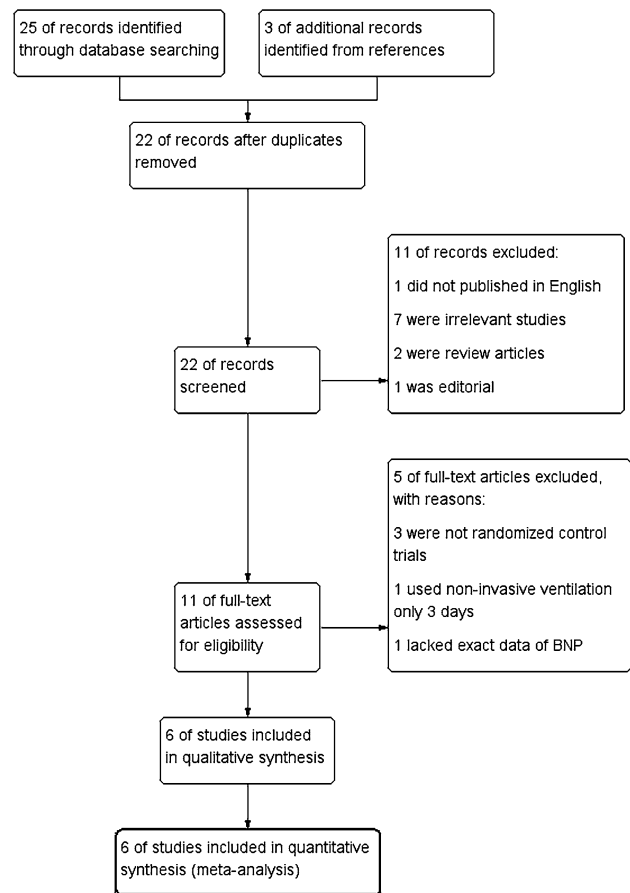 25 of records identified
through database searching
3 of additional records
identified from references
22 of records after duplicates
removed
11 of records excluded:
1 did not published in English
7 were irrelevant studies
2 were review articles
1 was editorial
22 of records
screened
5 of full-text articles excluded,
with reasons:
3 were not randomized control
trials
1 used non-invasive ventilation
only 3 days
1 lacked exact data of BNP
11 of full-text
articles assessed
for eligibility
6 of studies included
in qualitative synthesis
6 of studies included in quantitative
synthesis (meta-analysis)